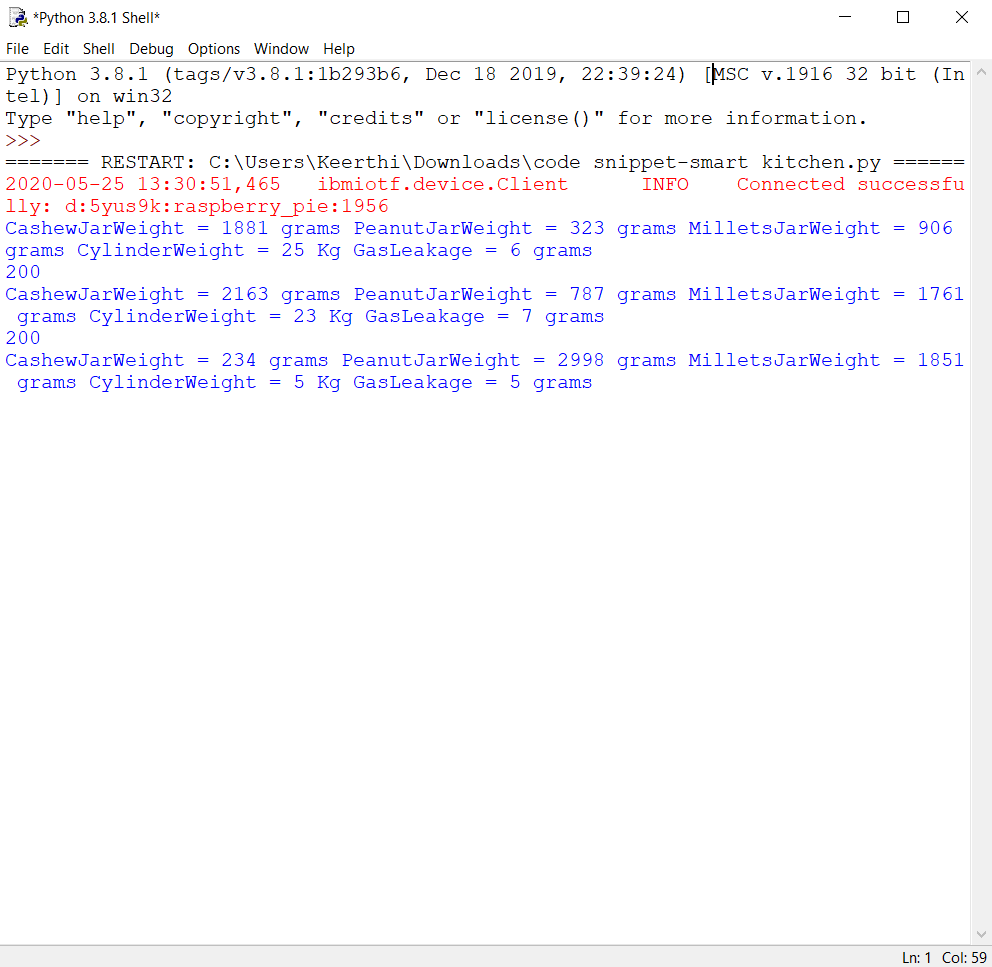 *Python 3.8.1 Shell*
File Edit Shell Debug Options Window Help
Python 3.8.1 (tags/v3.8.1:1b293b6, Dec 18 2019, 22:39:24) [MSC v.1916 32 bit (In
tel)] on win32
Type "help", "copyright", "credits" or "license()" for more information.
>>>
======= RESTART: C:\Users\Keerthi\Downloads\code snippet-smart kitchen.py ======
2020-05-25 13:30:51,465   ibmiotf.device.Client      INFO    Connected successfu
lly: d:5yus9k:raspberry_pie:1956
CashewJarWeight = 1881 grams PeanutJarWeight = 323 grams MilletsJarWeight = 906
grams CylinderWeight = 25 Kg GasLeakage = 6 grams
200
CashewJarWeight = 2163 grams PeanutJarWeight = 787 grams MilletsJarWeight = 1761
 grams CylinderWeight = 23 Kg GasLeakage = 7 grams
200
CashewJarWeight = 234 grams PeanutJarWeight = 2998 grams MilletsJarWeight = 1851
 grams CylinderWeight = 5 Kg GasLeakage = 5 grams
Ln: 1 Col: 59